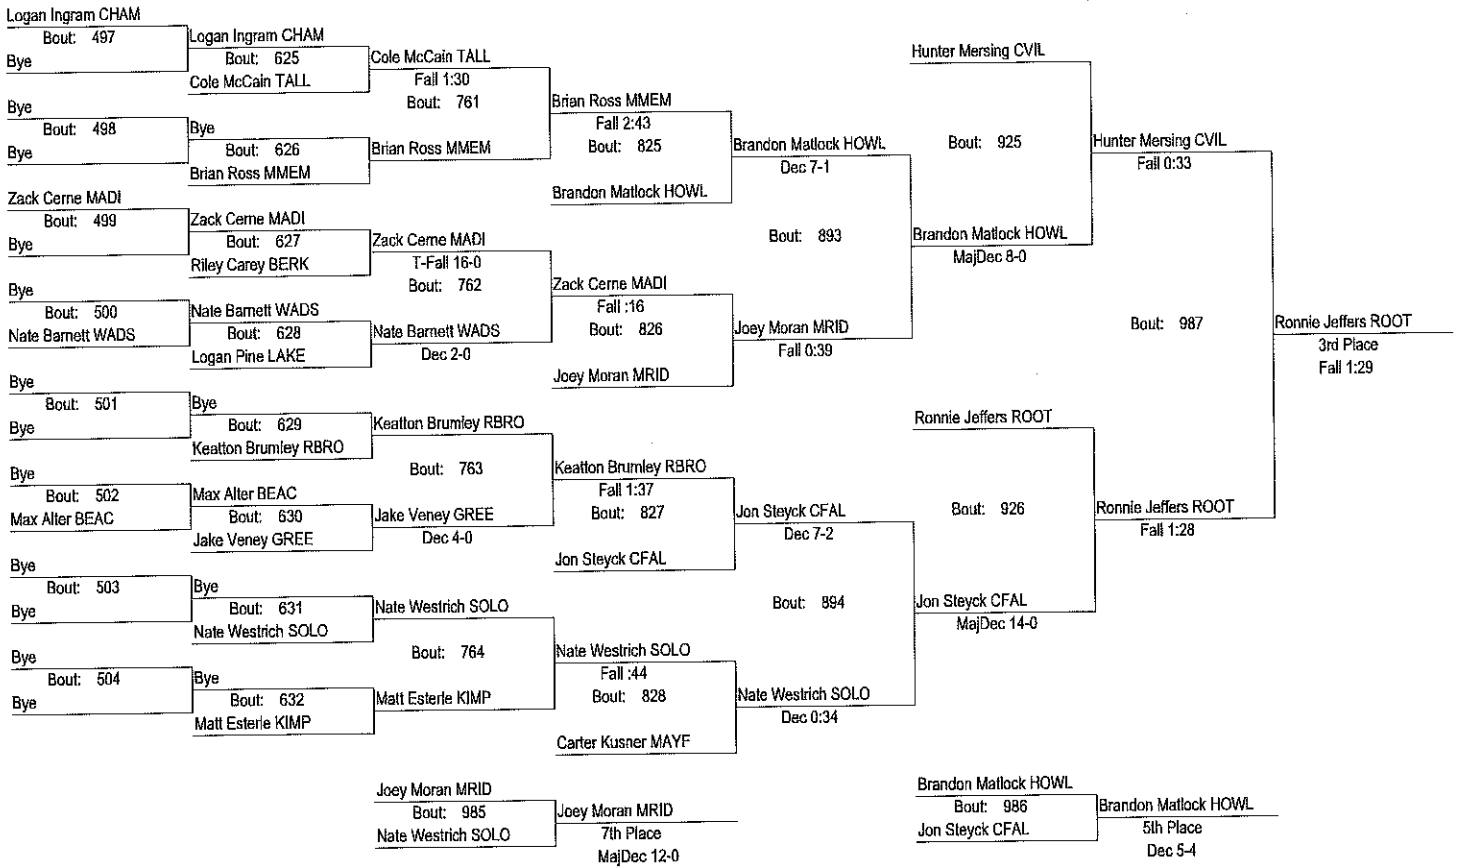 Logan Ingram CHAM
Bout: 497
Bye
Bye
Bout: 498
Bye
Zack Cerne MADI
Bout: 499
Bye
Bye
Bout: 500
Nate Barnett WADS
Bye
Bout: 501
Bye
Bye
Bout: 502
Max Alter BEAC
Bye
Bout: 503
Bye
Bye
Bout: 504
Bye
Logan Ingram CHAM
Bout: 625
Cole McCain TALL
Bye
Bout: 626
Brian Ross MMEM
Zack Cerne MADI
Bout: 627
Riley Carey BERK
Nate Barnett WADS
Bout: 628
Logan Pine LAKE
Bye
Bout: 629
Keatton Brumley RBRO
Max Alter BEAC
Bout: 630
Jake Veney GREE
Bye
Bout: 631
Nate Westrich SOLO
Bye
Bout: 632
Matt Esterle KIMP
Cole McCain TALL
Fall 1:30
Bout: 761
Brian Ross MMEM
Zack Cerne MADI
T-Fall 16-0
Bout: 762
Nate Barnett WADS
Dec 2-0
Keatton Brumley RBRO
Bout: 763
Jake Veney GREE
Dec 4-0
Nate Westrich SOLO
Bout: 764
Matt Esterle KIMP
Brian Ross MMEM
Fall 2:43
Bout: 825
Brandon Matlock HOWL
Zack Cerne MADI
Fall :16
Bout: 826
Joey Moran MRID
Keatton Brumley RBRO
Fall 1:37
Bout: 827
Jon Steyck CFAL
Nate Westrich SOLO
Fall :44
Bout: 828
Carter Kusner MAYF
Brandon Matlock HOWL
Dec 7-1
Bout: 893
Joey Moran MRID
Fall 0:39
Jon Steyck CFAL
Dec 7-2
Bout: 894
Nate Westrich SOLO
Dec 0:34
Hunter Mersing CVIL
Bout: 925
Brandon Matlock HOWL
MajDec 8-0
Ronnie Jeffers ROOT
Bout: 926
Jon Steyck CFAL
MajDec 14-0
Hunter Mersing CVIL
Fall 0:33
Bout: 987
Ronnie Jeffers ROOT
Fall 1:28
Ronnie Jeffers ROOT
3rd Place
Fall 1:29
Joey Moran MRID
Bout: 985
Nate Westrich SOLO
Joey Moran MRID
7th Place
MajDec 12-0
Brandon Matlock HOWL
Bout: 986
Jon Steyck CFAL
Brandon Matlock HOWL
5th Place
Dec 5-4